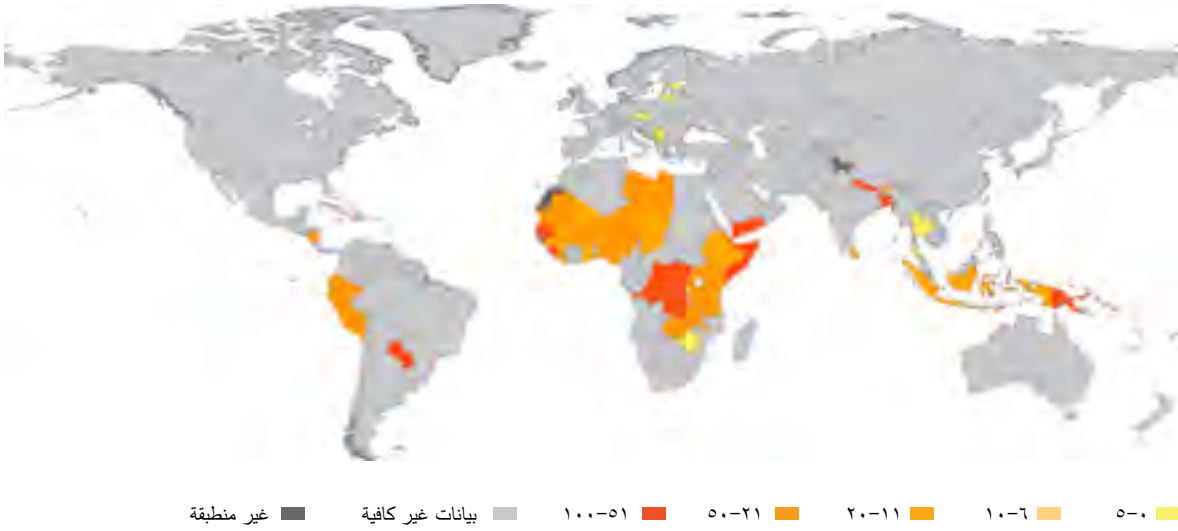 ٠-٥ ٦-١٠ ١١-٢٠ ٢١-٥٠ ٥١-١٠٠ بيانات غير كافية غير منطبقة